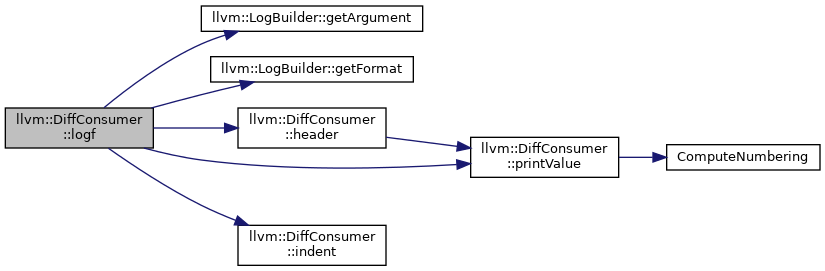 llvm::LogBuilder::getArgument
llvm::LogBuilder::getFormat
llvm::DiffConsumer
::logf
llvm::DiffConsumer
::header
llvm::DiffConsumer
::printValue
ComputeNumbering
llvm::DiffConsumer
::indent